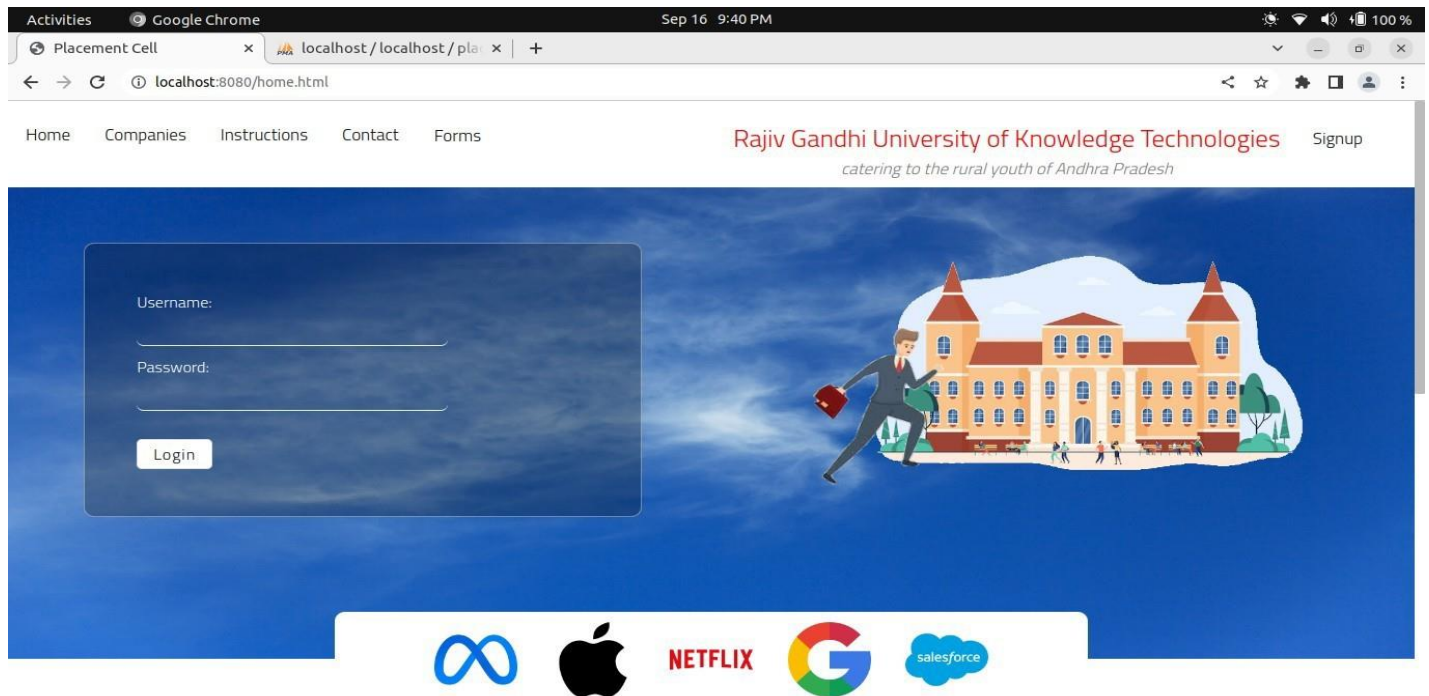 Activities Google Chrome Sep 16 9:40 PM 100 %
Placement Cell localhost / localhost / pla
localhost:8080/home.html
Home Companies Instructions Contact Forms Rajiv Gandhi University of Knowledge Technologies Signup
catering to the rural youth of Andhra Pradesh
Username:
Password:
Login
NETFLIX salesforce